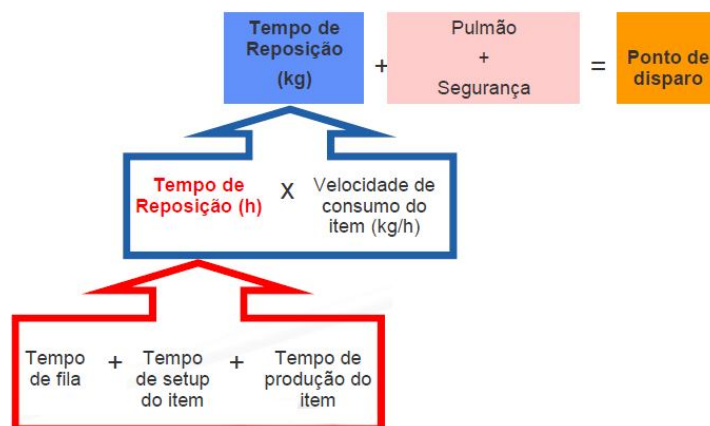 Tempo de
Reposição
(kg)
+
Pulmão
+
Segurança
=
Ponto de
disparo
Tempo de
Reposição (h)
X
Velocidade de
consumo do
item (kg/h)
Tempo
de fila
+
Tempo
de setup
do item
+
Tempo de
produção do
item